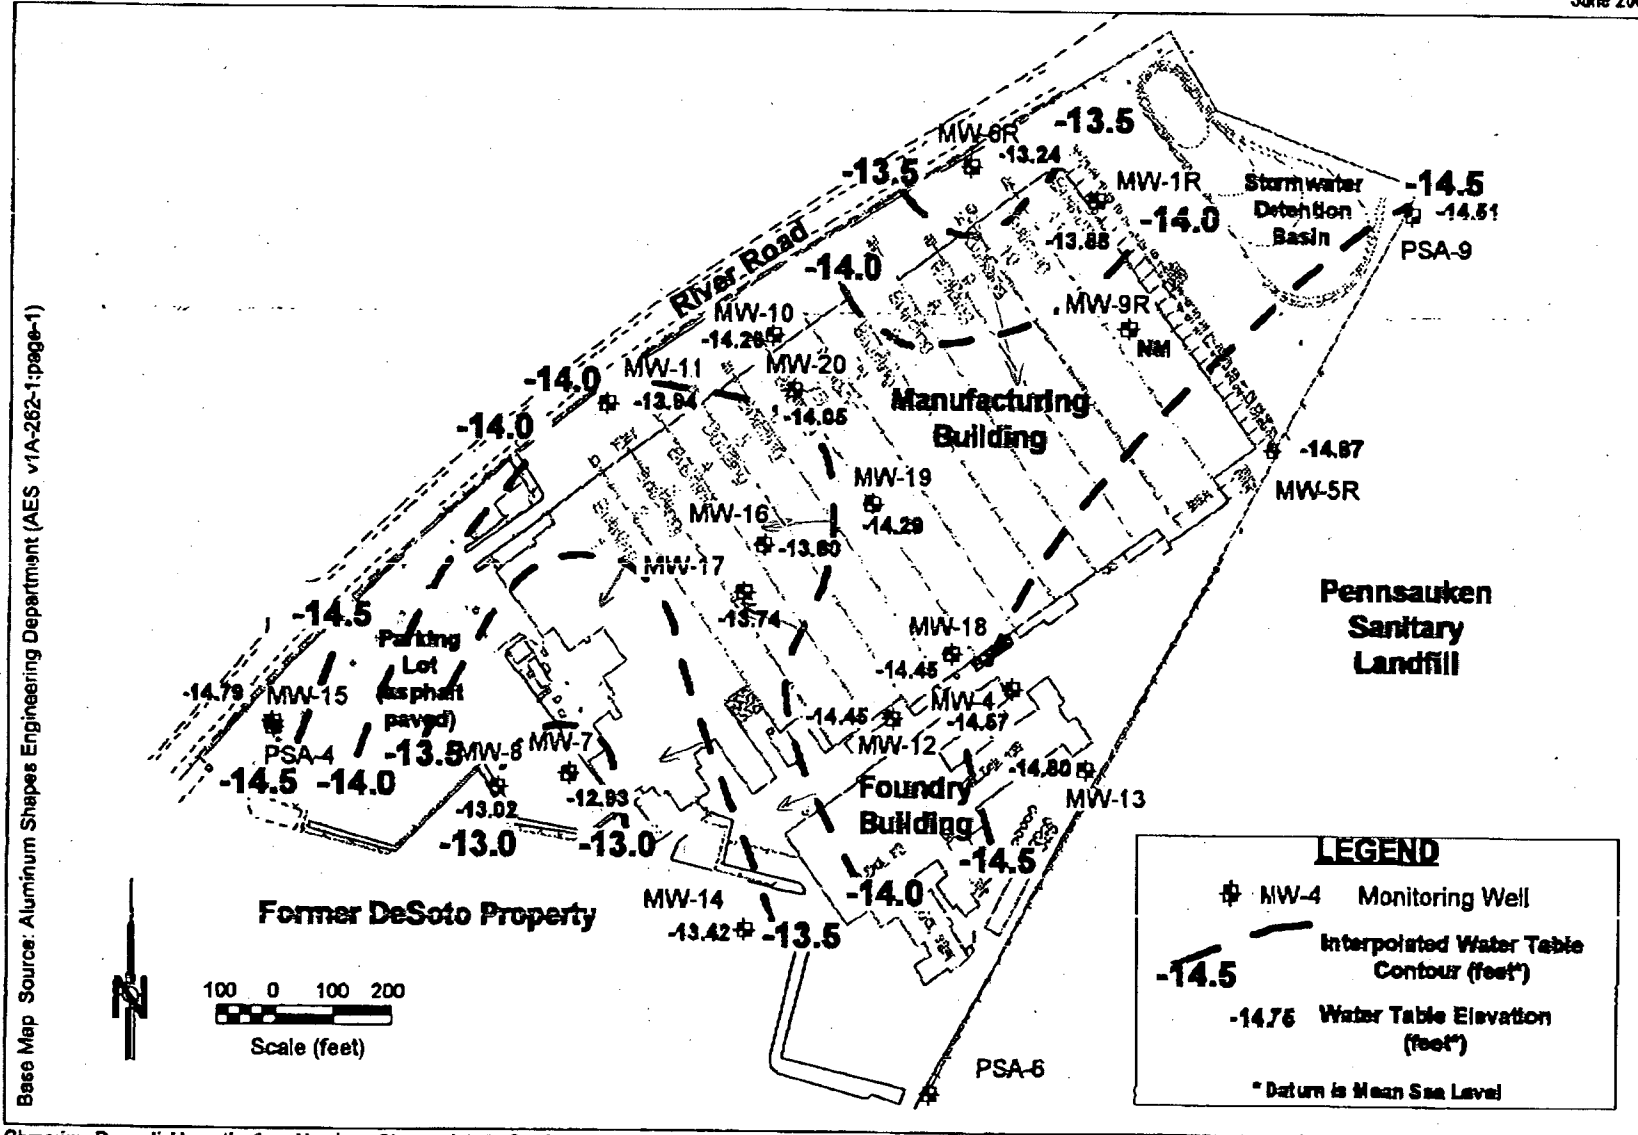 MW-6R
-13.24
-13.5
-13.5
MW-1R
-14.0
-13.88
Stormwater
Detention
Basin
-14.5
-14.51
PSA-9
River Road
-14.0
MW-10
-14.26
MW-9R
NM
MW-11
-13.94
MW-20
-14.05
-14.0
-14.0
Manufacturing
Building
-14.87
MW-5R
MW-19
-14.29
MW-16
-13.80
MW-17
-13.74
Pennsauken
Sanitary
Landfill
-14.5
Parking
Lot
(asphalt
paved)
-14.79
MW-15
PSA-4
-14.5
-14.0
-13.5
MW-8
-13.02
MW-7
-12.93
-13.0
-13.0
MW-18
-14.45
MW-4
-14.67
-14.45
MW-12
-14.80
MW-13
Foundry
Building
-14.5
-14.0
MW-14
-13.42
-13.5
Former DeSoto Property
PSA-6
N
100 0 100 200
Scale (feet)
LEGEND
MW-4 Monitoring Well
Interpolated Water Table
Contour (feet*)
-14.5
-14.75 Water Table Elevation
(feet*)
* Datum is Mean Sea Level
Base Map Source: Aluminum Shapes Engineering Department (AES v1A-262-1:page-1)